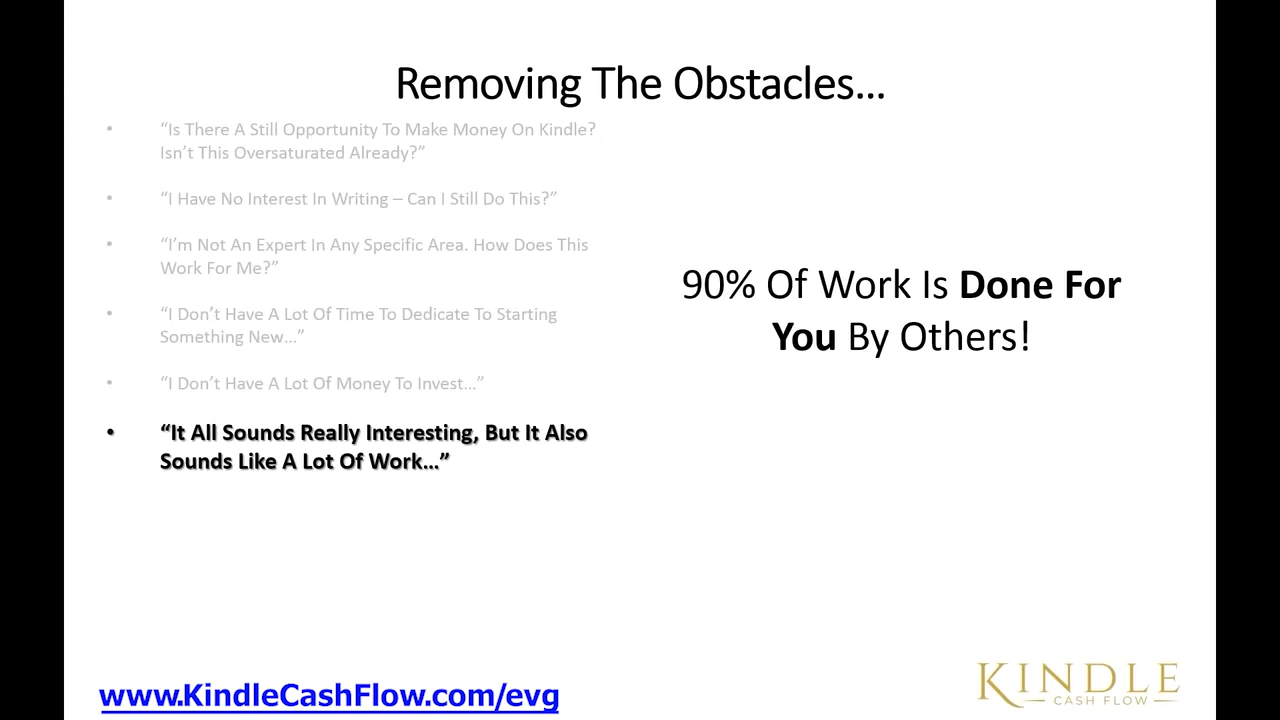 Removing The Obstacles...
• “Is There A Still Opportunity To Make Money On Kindle?
Isn’t This Oversaturated Already?”
• “I Have No Interest In Writing – Can I Still Do This?”
• “I’m Not An Expert In Any Specific Area. How Does This
Work For Me?”
• “I Don’t Have A Lot Of Time To Dedicate To Starting
Something New...”
• “I Don’t Have A Lot Of Money To Invest...”
• “It All Sounds Really Interesting, But It Also
Sounds Like A Lot Of Work...”
90% Of Work Is Done For
You By Others!
www.KindleCashFlow.com/evg
KINDLE
CASH FLOW